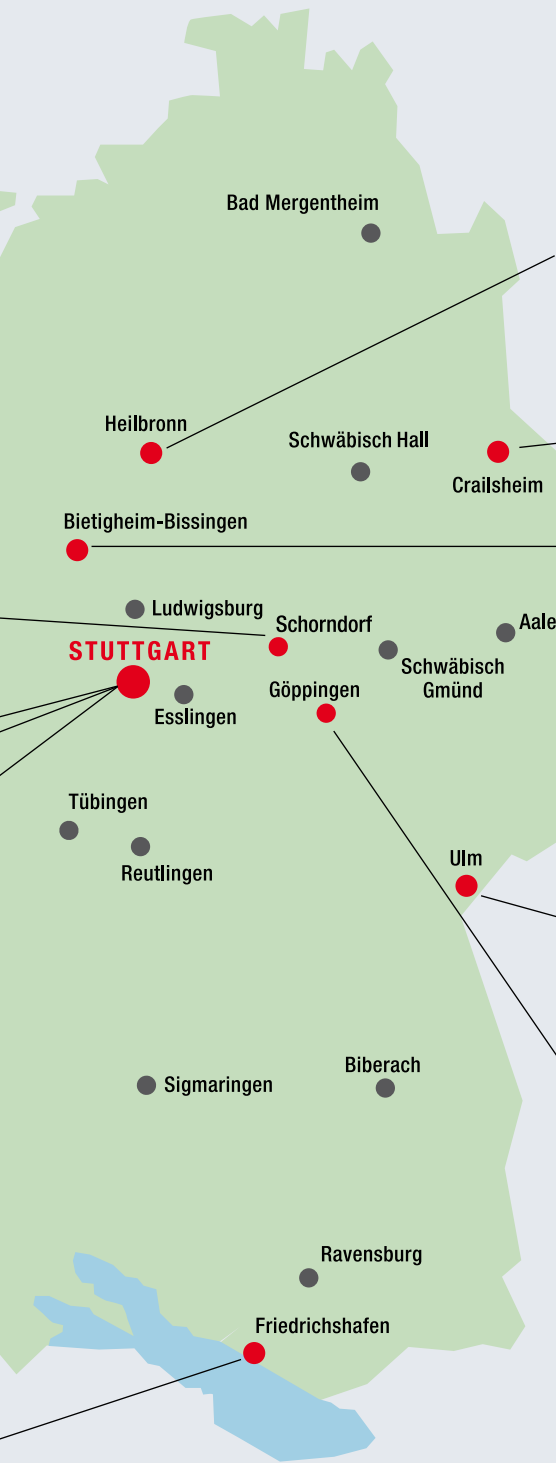 Bad Mergentheim
Heilbronn
Schwäbisch Hall
Crailsheim
Bietigheim-Bissingen
Ludwigsburg
Schorndorf
Aale
STUTTGART
Schwäbisch
Gmünd
Göppingen
Esslingen
Tübingen
Reutlingen
Ulm
Biberach
Sigmaringen
Ravensburg
Friedrichshafen